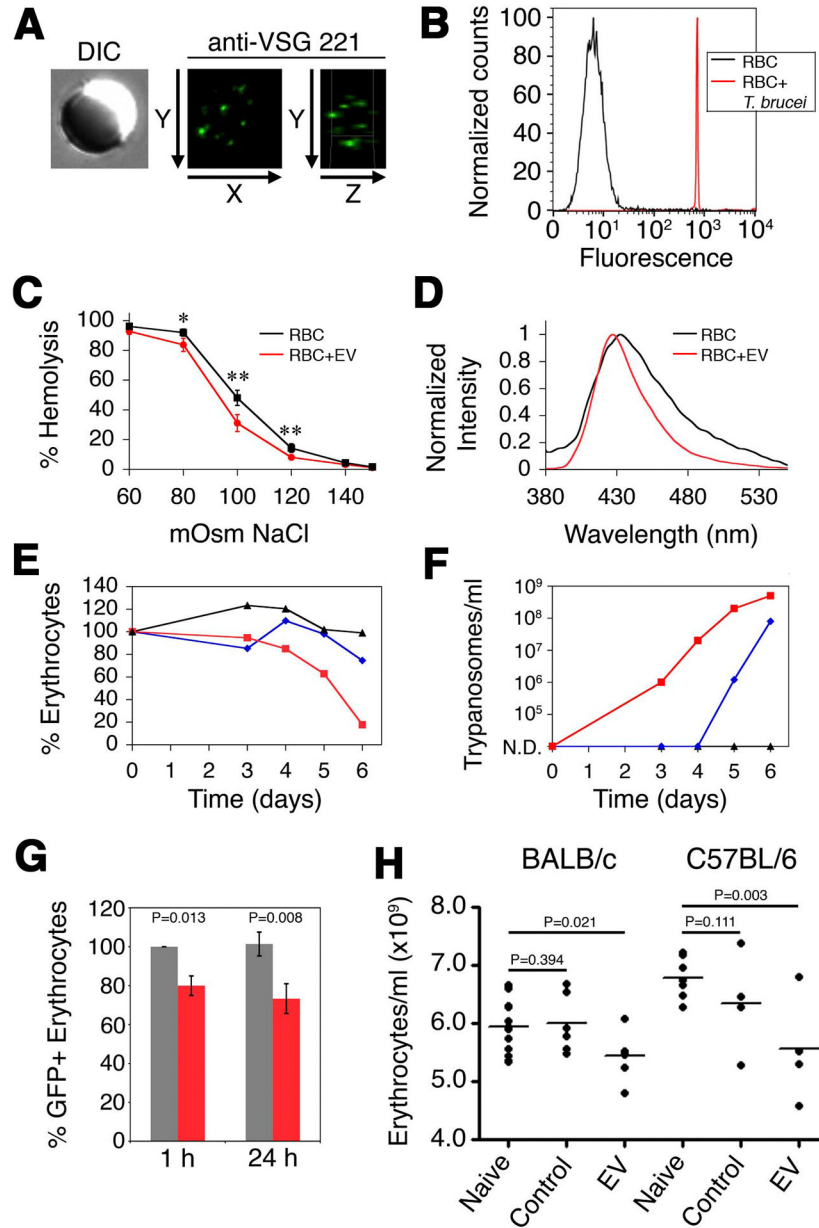 A
DIC
anti-VSG 221
Y
X
Y
Z
B
Normalized counts
100
80
60
40
20
0
0
10¹
10²
10³
10⁴
Fluorescence
RBC
RBC+
T. brucei
C
% Hemolysis
100
80
60
40
20
0
60
80
100
120
140
mOsm NaCl
*
**
**
RBC
RBC+EV
D
Normalized
Intensity
1
0.8
0.6
0.4
0.2
0
380
430
480
530
Wavelength (nm)
RBC
RBC+EV
E
% Erythrocytes
140
120
100
80
60
40
20
0
0
1
2
3
4
5
6
Time (days)
F
Trypanosomes/ml
10⁹
10⁸
10⁷
10⁶
10⁵
N.D.
0
1
2
3
4
5
6
Time (days)
G
% GFP+ Erythrocytes
120
100
80
60
40
20
0
P=0.013
P=0.008
1 h
24 h
H
BALB/c
C57BL/6
Erythrocytes/ml (x10⁹)
8.0
7.0
6.0
5.0
4.0
P=0.021
P=0.394
P=0.003
P=0.111
Naive
Control
EV
Naive
Control
EV